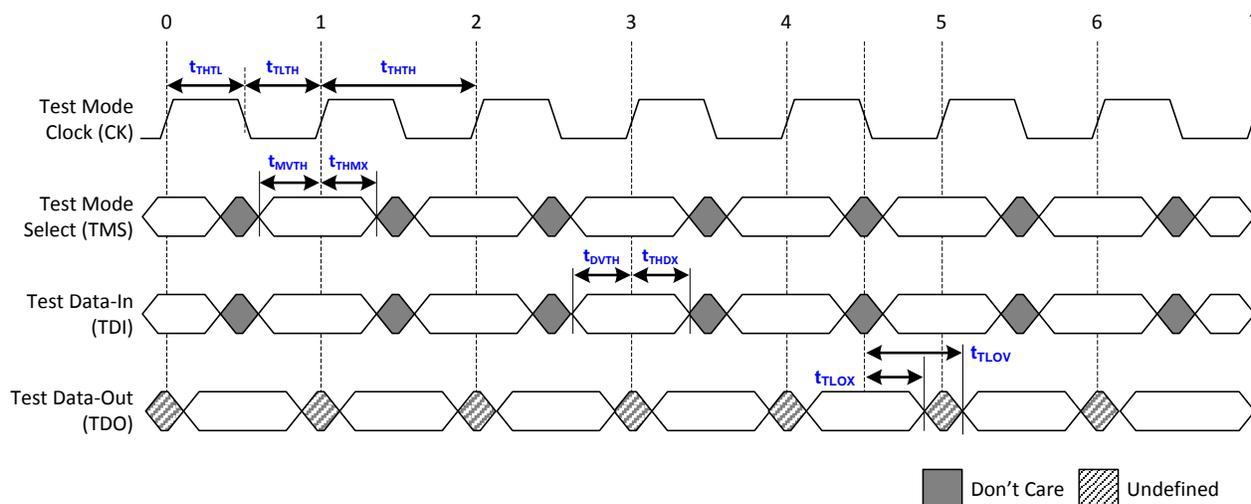 0 1 2 3 4 5 6
tTHTL tTLTH tTHTH
Test Mode
Clock (CK)
tMVTH tTHMX
Test Mode
Select (TMS)
tDVTH tTHDX
Test Data-In
(TDI)
tTLOV
tTLOX
Test Data-Out
(TDO)
Don't Care Undefined